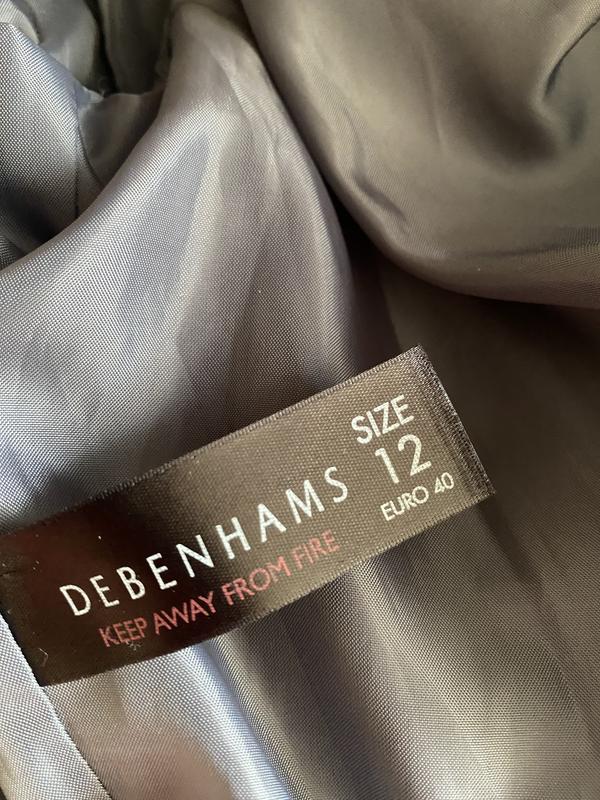 DEBENHAMS
KEEP AWAY FROM FIRE
SIZE
12
EURO 40